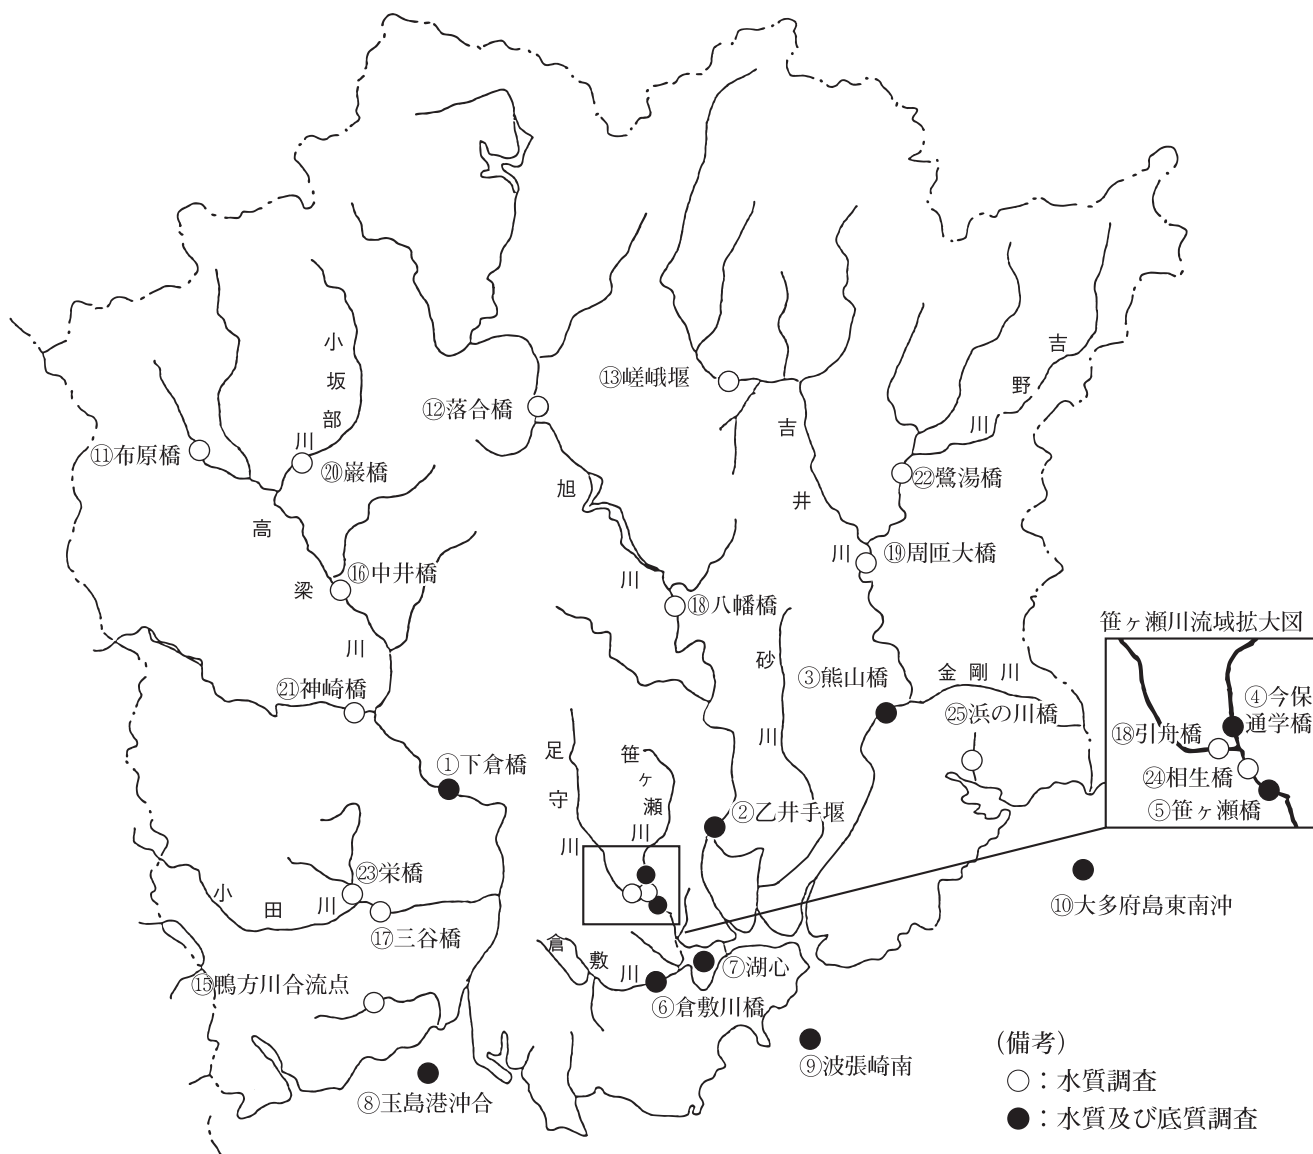 小
坂
部
川
⑬嵯峨堰
吉
野
川
⑫落合橋
吉
井
川
⑪布原橋
⑳巌橋
㉒鷺湯橋
高
梁
川
旭
川
⑲周匝大橋
⑯中井橋
⑱八幡橋
笹ヶ瀬川流域拡大図
砂
川
③熊山橋
金剛川
㉑神崎橋
㉕浜の川橋
④今保
通学橋
⑱引舟橋
㉔相生橋
⑤笹ヶ瀬橋
①下倉橋
足
守
川
笹
ヶ
瀬
川
②乙井手堰
㉓栄橋
小
田
川
⑰三谷橋
⑩大多府島東南沖
倉
敷
川
⑦湖心
⑮鴨方川合流点
⑥倉敷川橋
⑨波張崎南
⑧玉島港沖合
(備考)
○:水質調査
●:水質及び底質調査